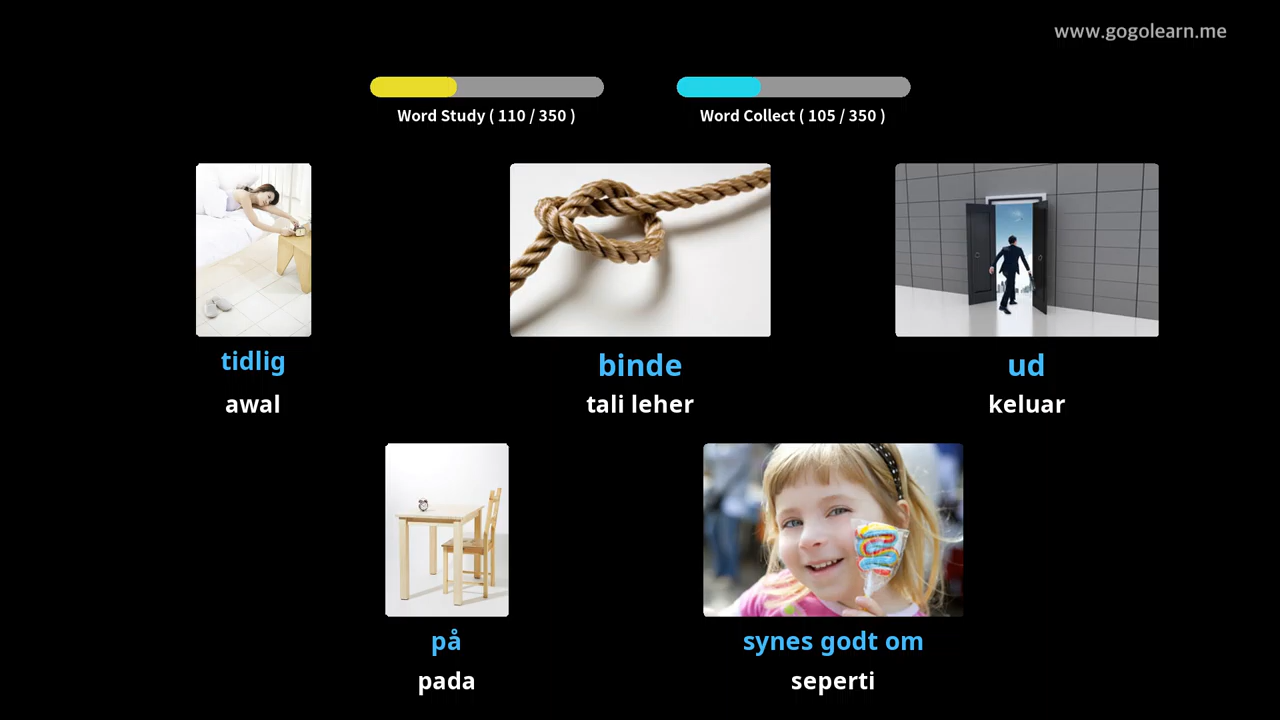 www.gogolearn.me
Word Study ( 110 / 350 )
Word Collect ( 105 / 350 )
tidlig
awal
binde
tali leher
ud
keluar
på
pada
synes godt om
seperti